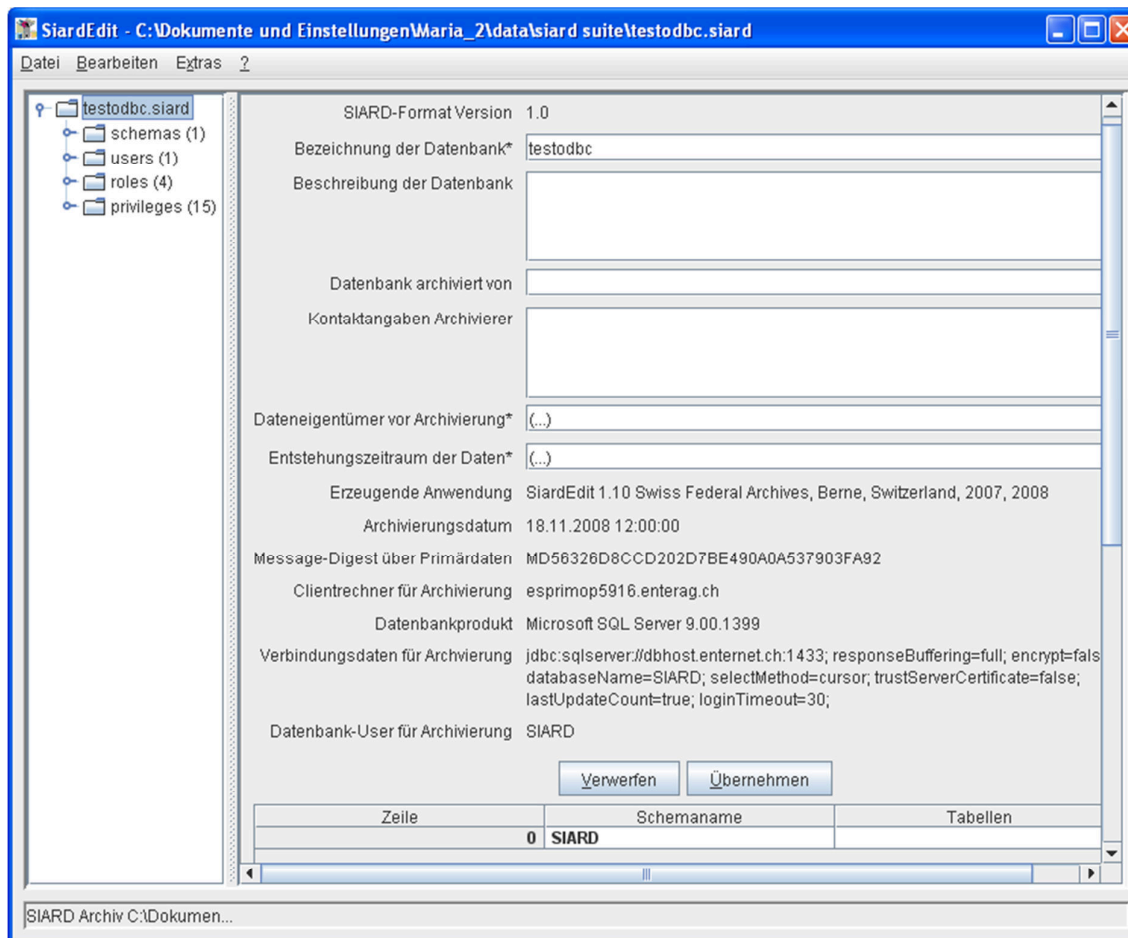 SiardEdit - C:\Dokumente und Einstellungen\Maria_2\data\siard suite\testodbc.siard
Datei Bearbeiten Extras ?
testodbc.siard
schemas (1)
users (1)
roles (4)
privileges (15)
SIARD-Format Version 1.0
Bezeichnung der Datenbank* testodbc
Beschreibung der Datenbank
Datenbank archiviert von
Kontaktangaben Archivierer
Dateneigentümer vor Archivierung* (...)
Entstehungszeitraum der Daten* (...)
Erzeugende Anwendung SiardEdit 1.10 Swiss Federal Archives, Berne, Switzerland, 2007, 2008
Archivierungsdatum 18.11.2008 12:00:00
Message-Digest über Primärdaten MD56326D8CCD202D7BE490A0A537903FA92
Clientrechner für Archivierung esprimop5916.enterag.ch
Datenbankprodukt Microsoft SQL Server 9.00.1399
Verbindungsdaten für Archvierung jdbc:sqlserver://dbhost.enternet.ch:1433; responseBuffering=full; encrypt=fals
databaseName=SIARD; selectMethod=cursor; trustServerCertificate=false;
lastUpdateCount=true; loginTimeout=30;
Datenbank-User für Archivierung SIARD
Verwerfen Übernehmen
Zeile Schemaname Tabellen
0 SIARD
SIARD Archiv C:\Dokumen...